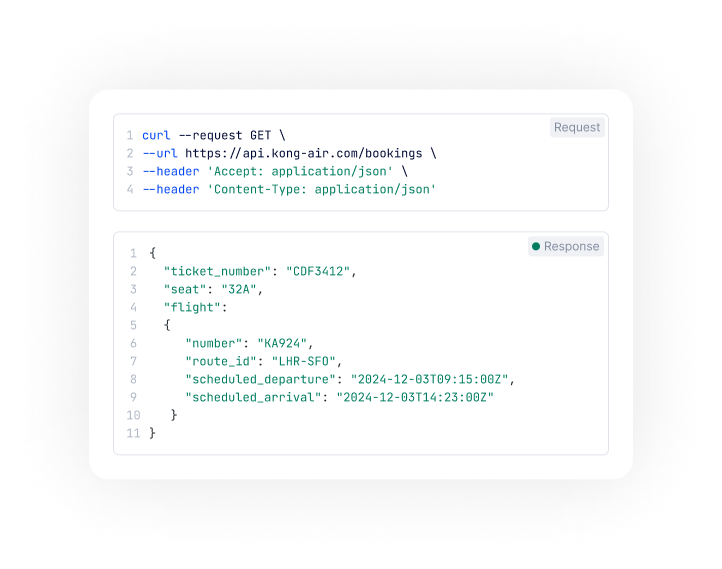 Request
1 curl --request GET \
2 --url https://api.kong-air.com/bookings \
3 --header 'Accept: application/json' \
4 --header 'Content-Type: application/json'
Response
1 {
2   "ticket_number": "CDF3412",
3   "seat": "32A",
4   "flight":
5   {
6      "number": "KA924",
7      "route_id": "LHR-SFO",
8      "scheduled_departure": "2024-12-03T09:15:00Z",
9      "scheduled_arrival": "2024-12-03T14:23:00Z"
10    }
11 }